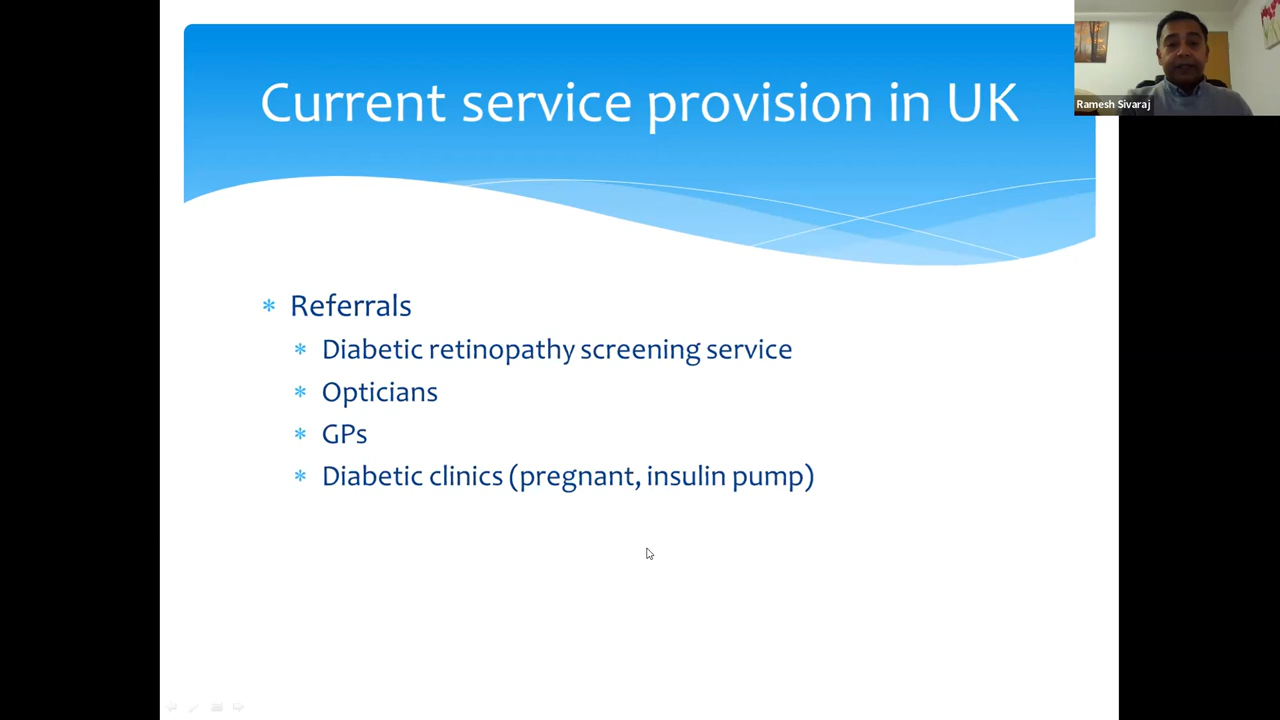 Current service provision in UK
Ramesh Sivaraj
* Referrals
* Diabetic retinopathy screening service
* Opticians
* GPs
* Diabetic clinics (pregnant, insulin pump)